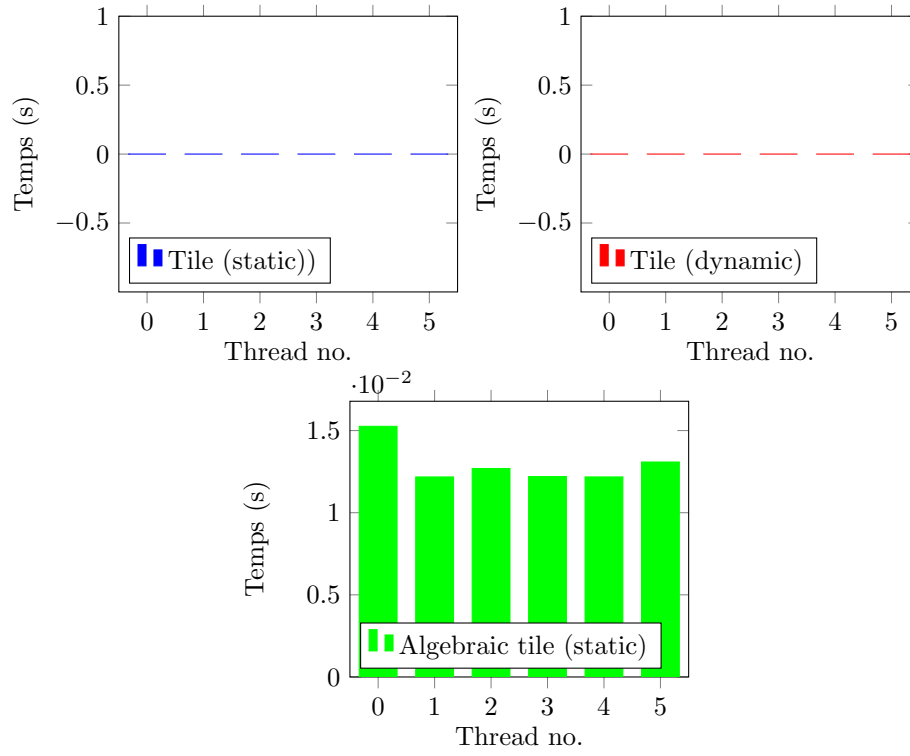 1
0.5
0
−0.5
Temps (s)
Tile (static))
0 1 2 3 4 5
Thread no.
1
0.5
0
−0.5
Temps (s)
Tile (dynamic)
0 1 2 3 4 5
Thread no.
·10⁻²
1.5
1
0.5
0
Temps (s)
Algebraic tile (static)
0 1 2 3 4 5
Thread no.